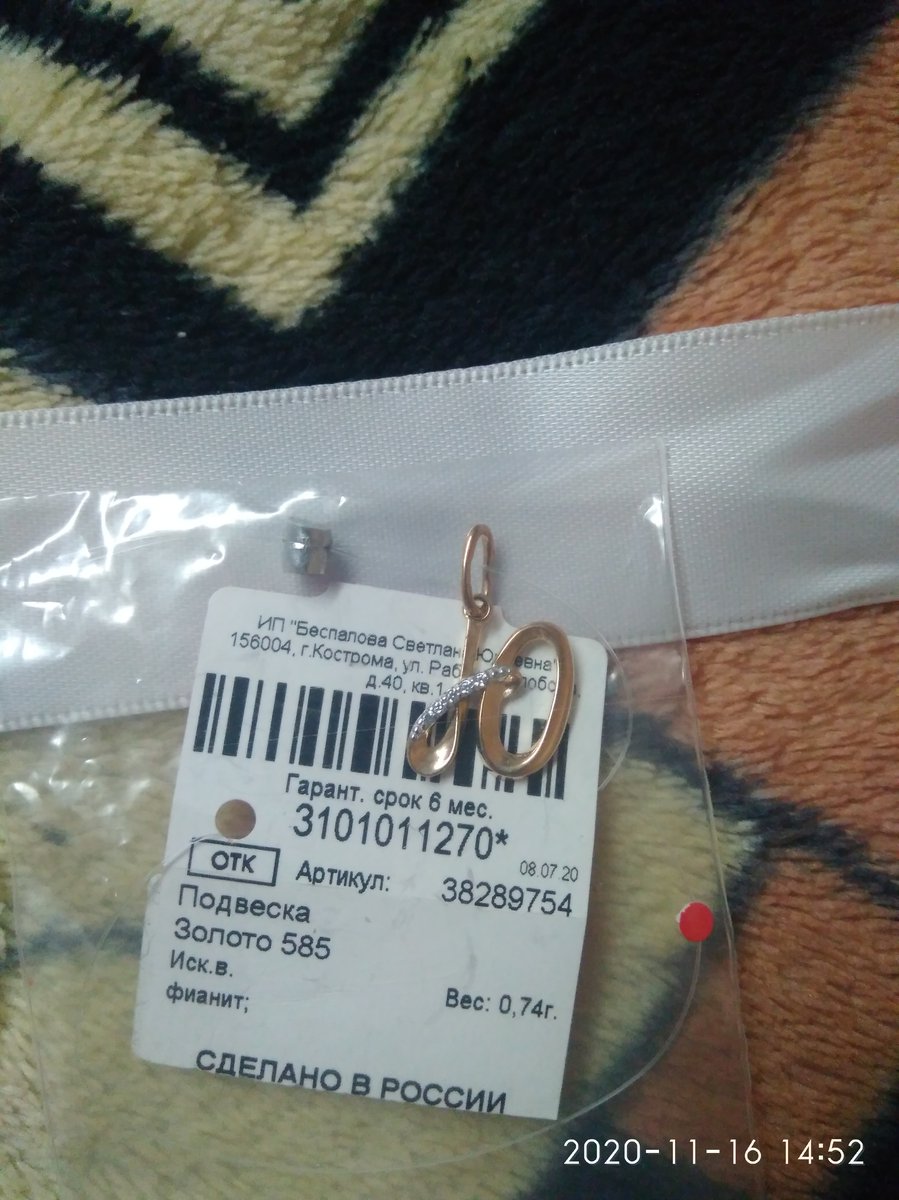 ИП "Беспалова Светлан Ю евна"
156004, г.Кострома, ул. Раб
д.40, кв.1
Гарант. срок 6 мес.
3101011270*
08.07.20
ОТК
Артикул: 38289754
Подвеска
Золото 585
Иск.в.
фианит;
Вес: 0,74г.
СДЕЛАНО В РОССИИ
2020-11-16 14:52